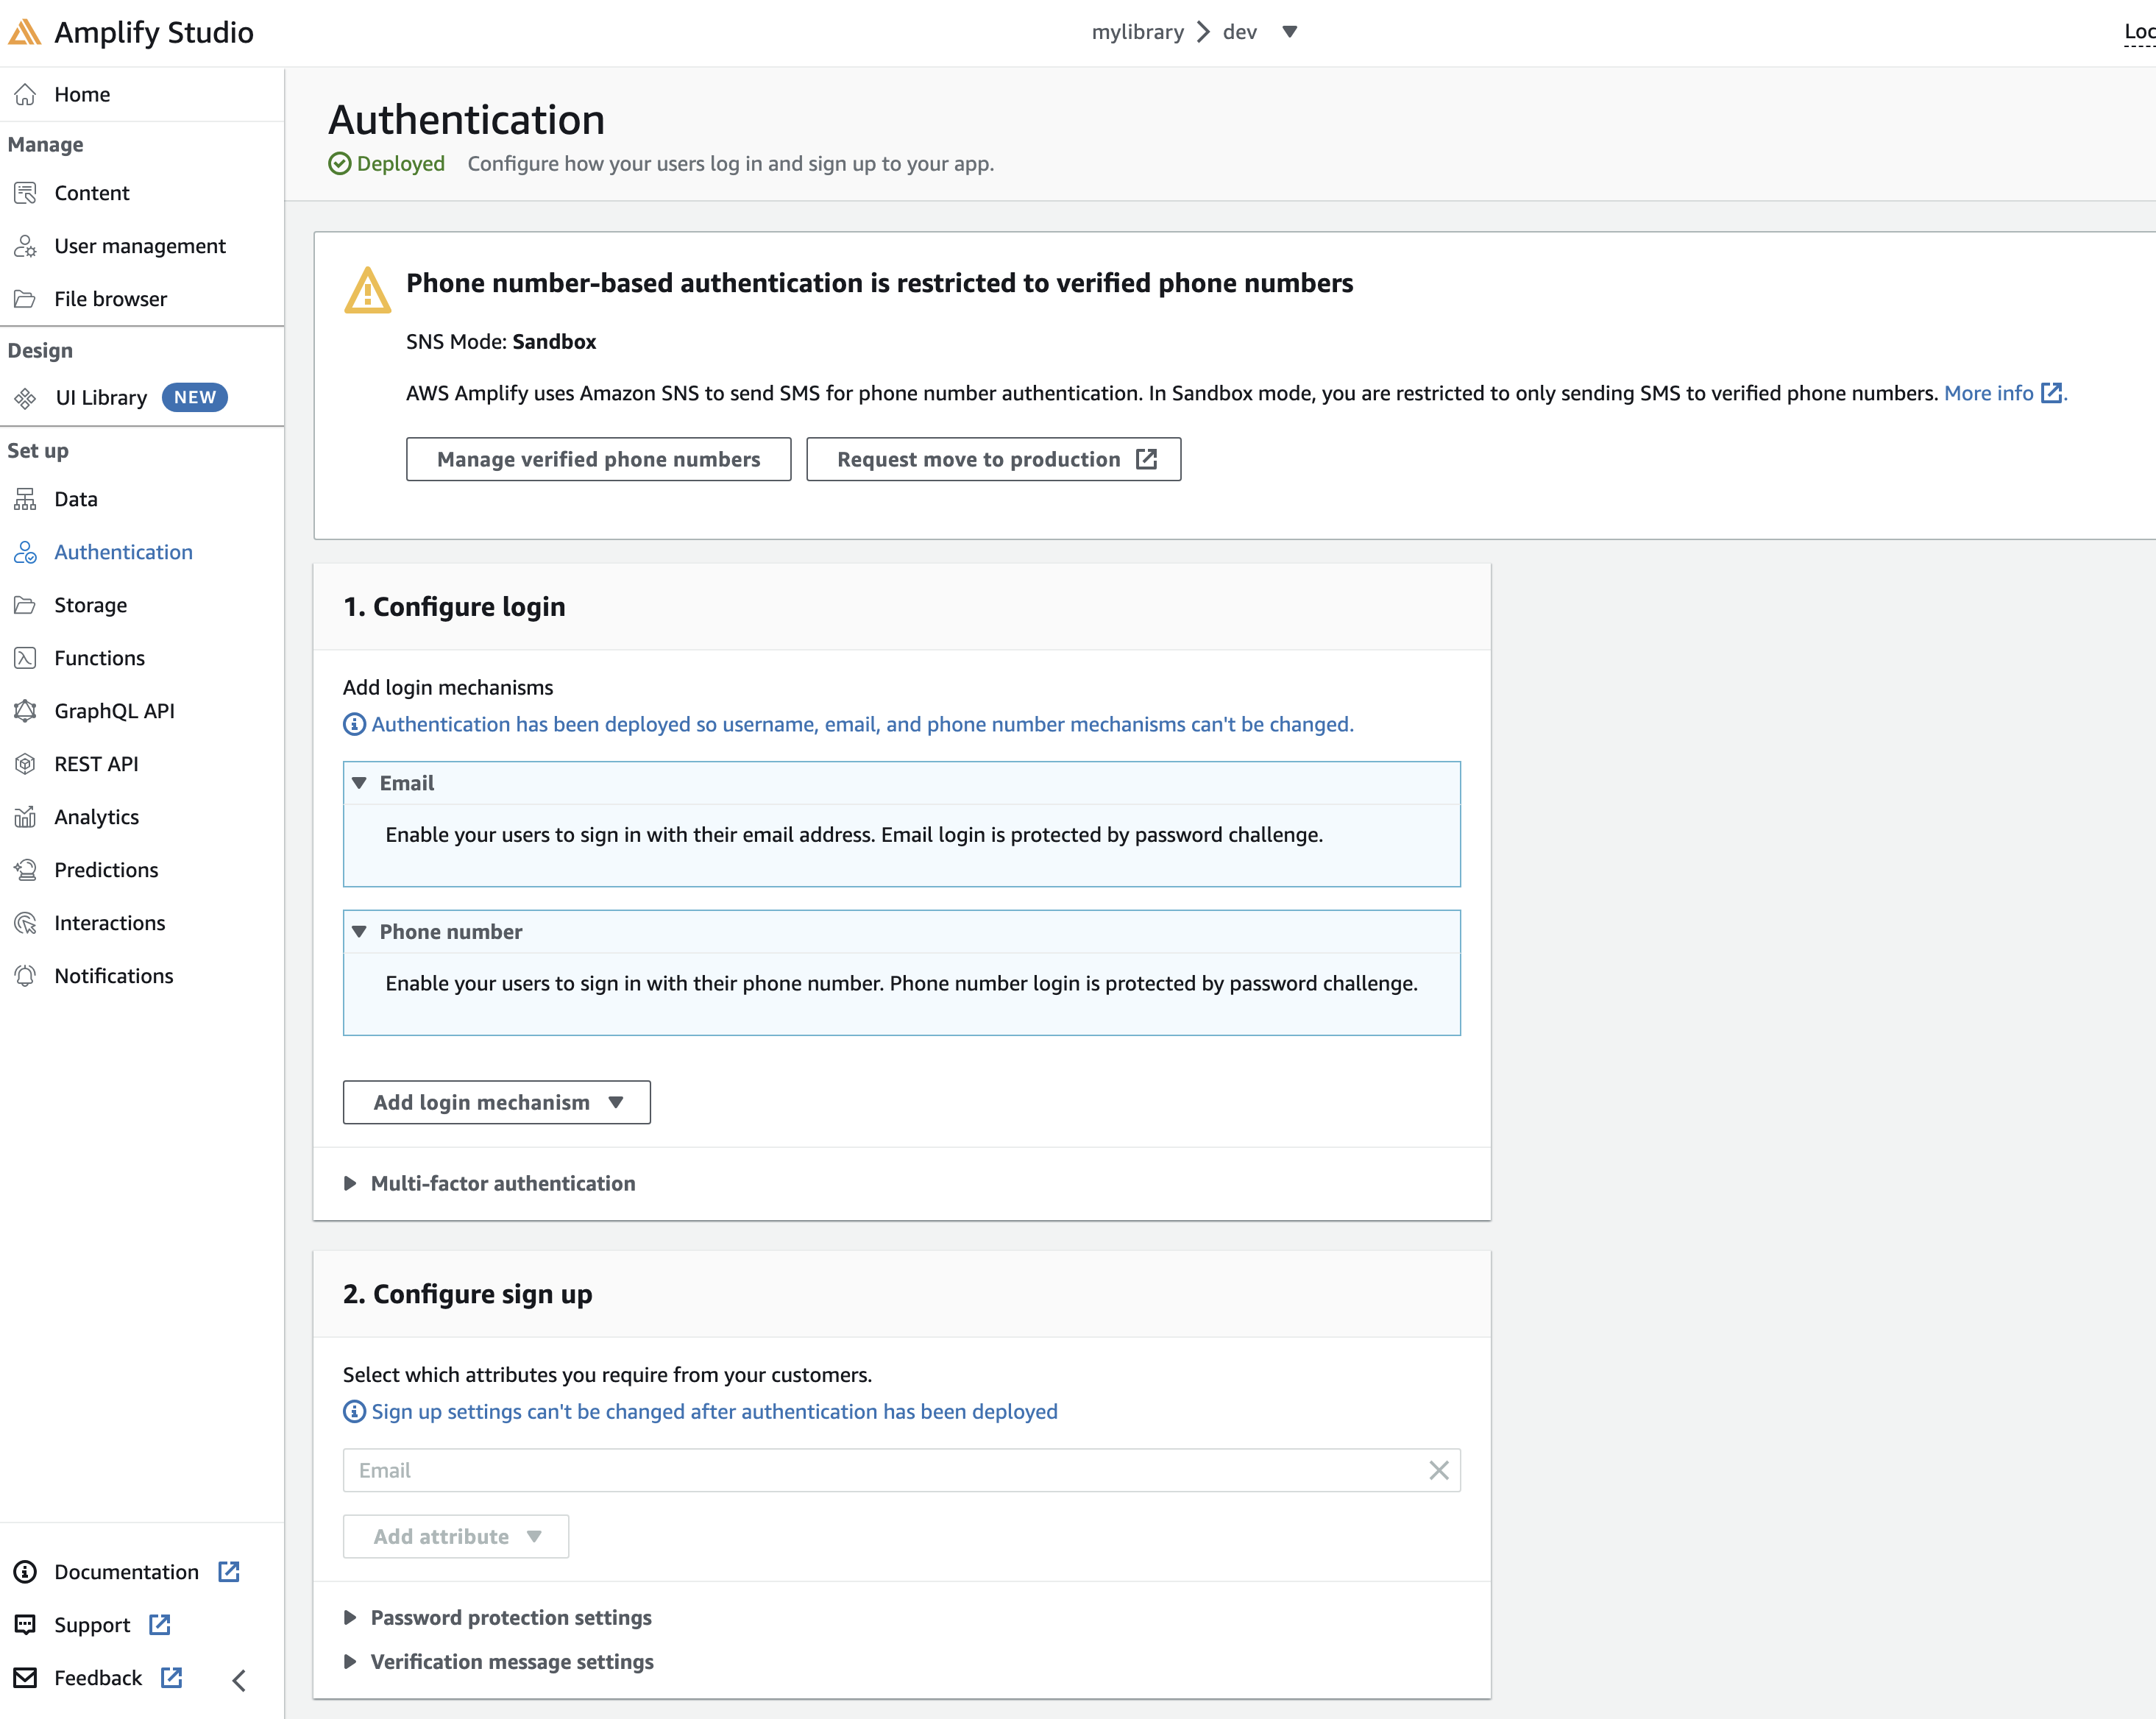 Amplify Studio
mylibrary > dev
Loc
Home
Manage
Content
User management
File browser
Design
UI Library NEW
Set up
Data
Authentication
Storage
Functions
GraphQL API
REST API
Analytics
Predictions
Interactions
Notifications
Documentation
Support
Feedback
Authentication
Deployed Configure how your users log in and sign up to your app.
Phone number-based authentication is restricted to verified phone numbers
SNS Mode: Sandbox
AWS Amplify uses Amazon SNS to send SMS for phone number authentication. In Sandbox mode, you are restricted to only sending SMS to verified phone numbers. More info.
Manage verified phone numbers
Request move to production
1. Configure login
Add login mechanisms
Authentication has been deployed so username, email, and phone number mechanisms can't be changed.
Email
Enable your users to sign in with their email address. Email login is protected by password challenge.
Phone number
Enable your users to sign in with their phone number. Phone number login is protected by password challenge.
Add login mechanism
Multi-factor authentication
2. Configure sign up
Select which attributes you require from your customers.
Sign up settings can't be changed after authentication has been deployed
Email
Add attribute
Password protection settings
Verification message settings